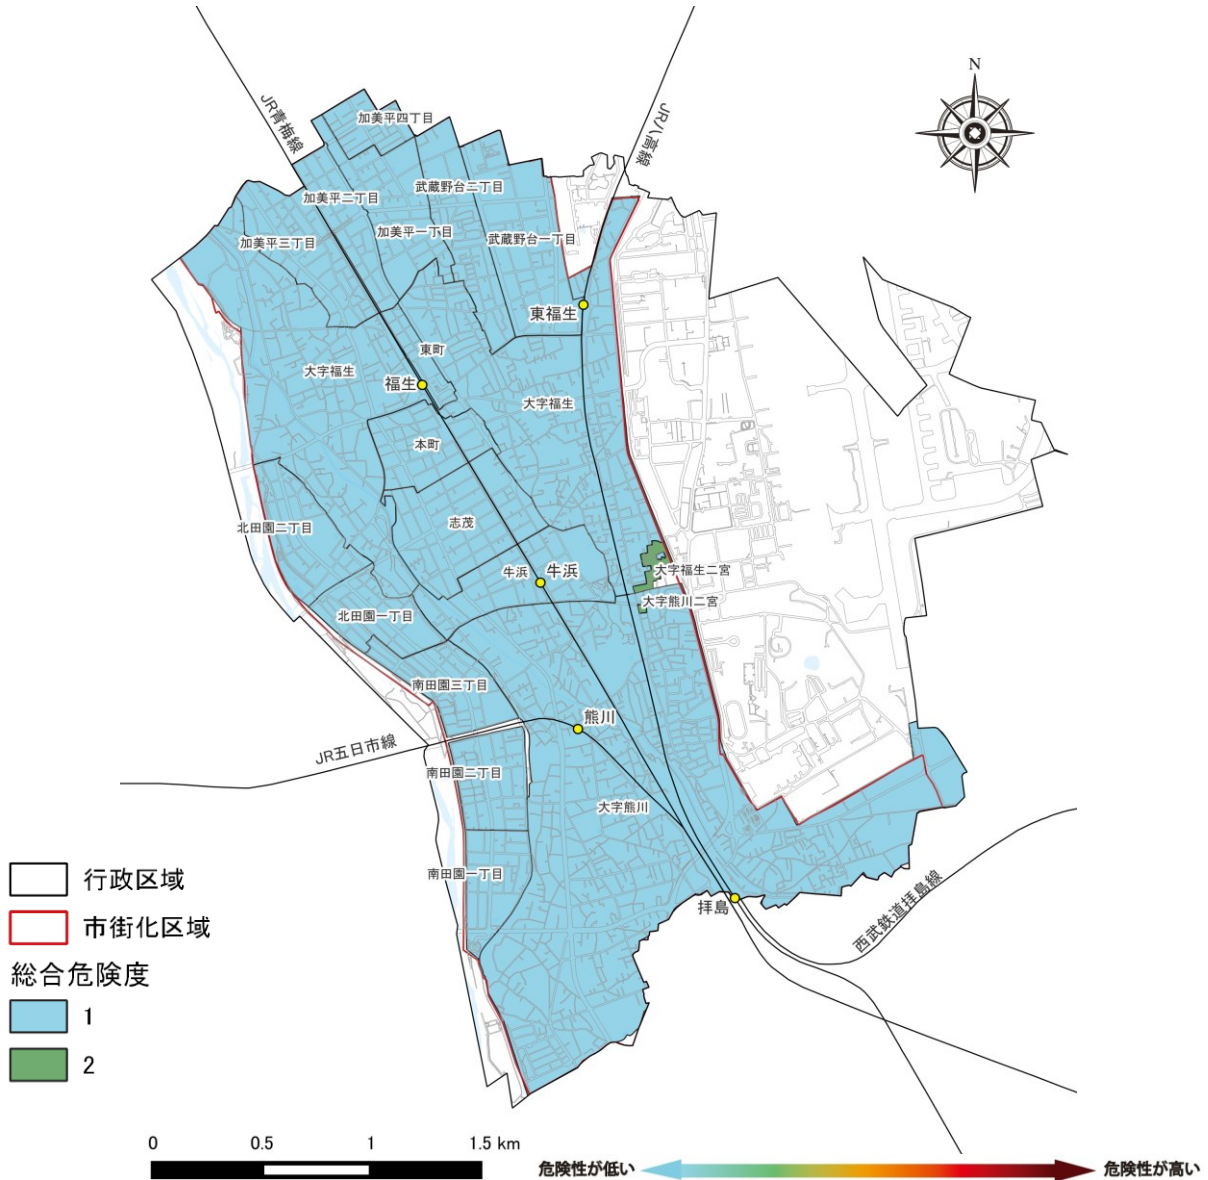 N
JR青梅線
JR八高線
加美平四丁目
武蔵野台二丁目
加美平二丁目
加美平一丁目
加美平三丁目
武蔵野台一丁目
東福生
東町
大字福生
福生
大字福生
本町
志茂
北田園二丁目
牛浜
牛浜
大字福生二宮
大字熊川二宮
北田園一丁目
南田園三丁目
熊川
JR五日市線
南田園二丁目
大字熊川
南田園一丁目
拝島
西武鉄道拝島線
行政区域
市街化区域
総合危険度
1
2
0 0.5 1 1.5 km
危険性が低い 危険性が高い